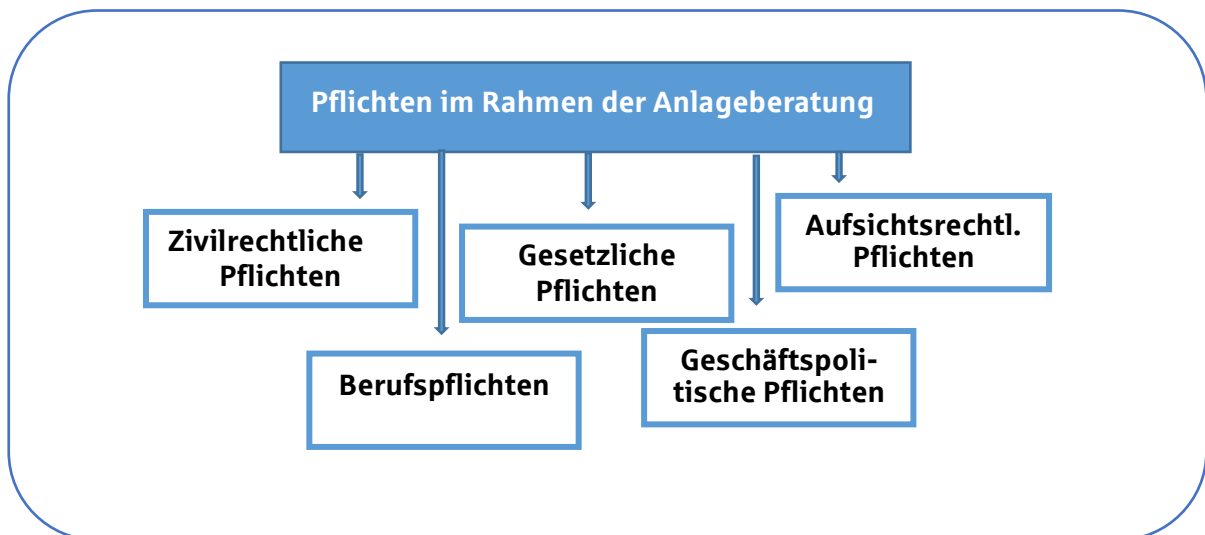 Pflichten im Rahmen der Anlageberatung
Zivilrechtliche
Pflichten
Gesetzliche
Pflichten
Aufsichtsrechtl.
Pflichten
Berufspflichten
Geschäftspoli-
tische Pflichten